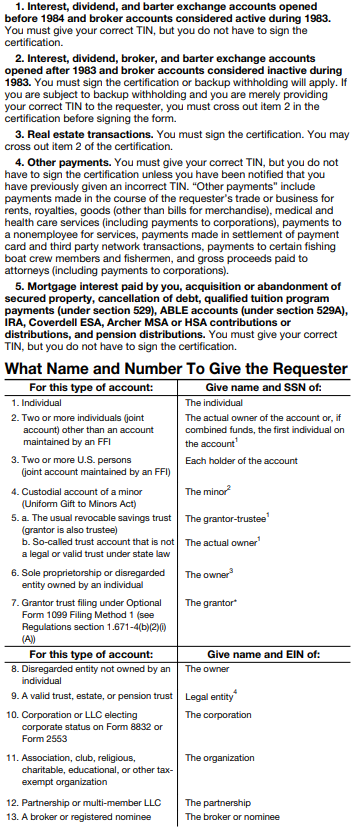 1. Interest, dividend, and barter exchange accounts opened
before 1984 and broker accounts considered active during 1983.
You must give your correct TIN, but you do not have to sign the
certification.
2. Interest, dividend, broker, and barter exchange accounts
opened after 1983 and broker accounts considered inactive during
1983. You must sign the certification or backup withholding will apply. If
you are subject to backup withholding and you are merely providing
your correct TIN to the requester, you must cross out item 2 in the
certification before signing the form.
3. Real estate transactions. You must sign the certification. You may
cross out item 2 of the certification.
4. Other payments. You must give your correct TIN, but you do not
have to sign the certification unless you have been notified that you
have previously given an incorrect TIN. “Other payments” include
payments made in the course of the requester’s trade or business for
rents, royalties, goods (other than bills for merchandise), medical and
health care services (including payments to corporations), payments to
a nonemployee for services, payments made in settlement of payment
card and third party network transactions, payments to certain fishing
boat crew members and fishermen, and gross proceeds paid to
attorneys (including payments to corporations).
5. Mortgage interest paid by you, acquisition or abandonment of
secured property, cancellation of debt, qualified tuition program
payments (under section 529), ABLE accounts (under section 529A),
IRA, Coverdell ESA, Archer MSA or HSA contributions or
distributions, and pension distributions. You must give your correct
TIN, but you do not have to sign the certification.
What Name and Number To Give the Requester
For this type of account: Give name and SSN of:
1. Individual The individual
2. Two or more individuals (joint The actual owner of the account or, if
account) other than an account combined funds, the first individual on
maintained by an FFI the account¹
3. Two or more U.S. persons Each holder of the account
(joint account maintained by an FFI)
4. Custodial account of a minor The minor²
(Uniform Gift to Minors Act)
5. a. The usual revocable savings trust The grantor-trustee¹
(grantor is also trustee)
b. So-called trust account that is not The actual owner¹
a legal or valid trust under state law
6. Sole proprietorship or disregarded The owner³
entity owned by an individual
7. Grantor trust filing under Optional The grantor*
Form 1099 Filing Method 1 (see
Regulations section 1.671-4(b)(2)(i)
(A))
For this type of account: Give name and EIN of:
8. Disregarded entity not owned by an The owner
individual
9. A valid trust, estate, or pension trust Legal entity⁴
10. Corporation or LLC electing The corporation
corporate status on Form 8832 or
Form 2553
11. Association, club, religious, The organization
charitable, educational, or other tax-
exempt organization
12. Partnership or multi-member LLC The partnership
13. A broker or registered nominee The broker or nominee